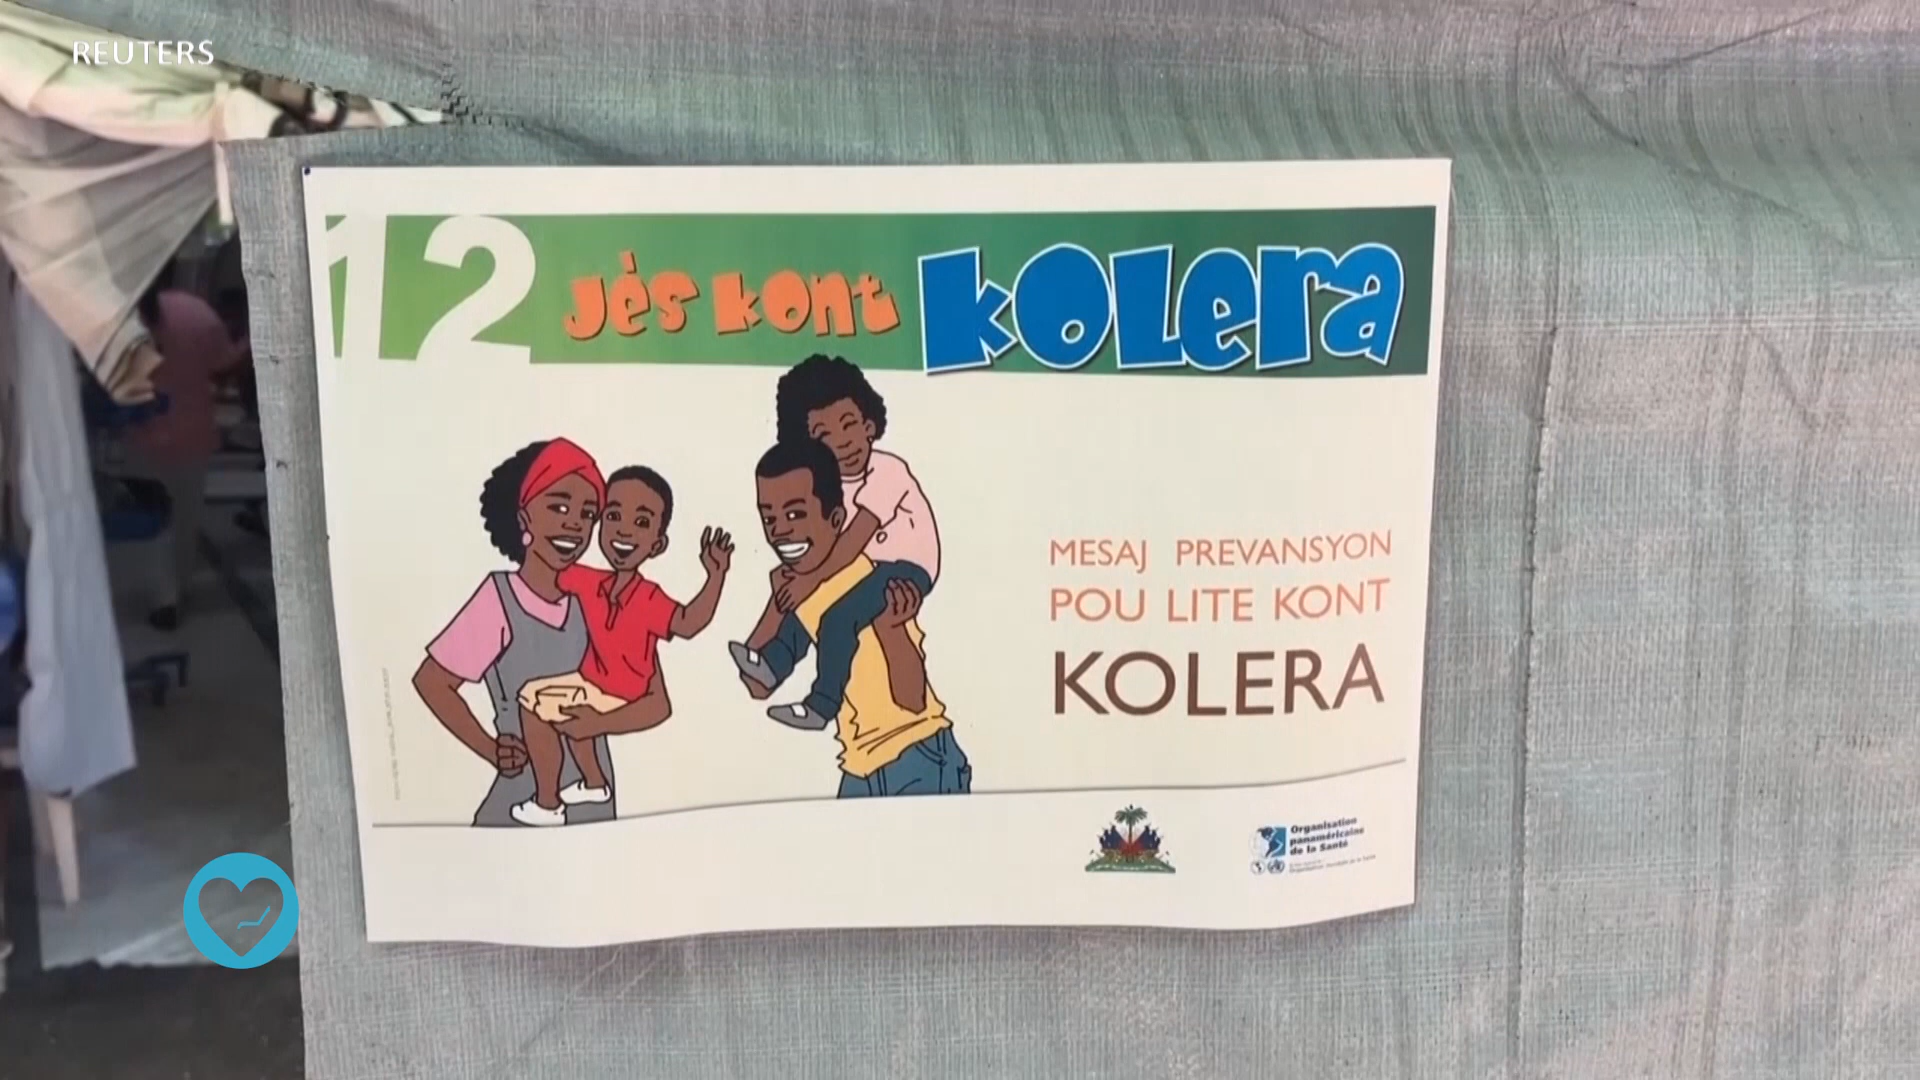 REUTERS
12 Jès kont kolera
MESAJ PREVANSYON
POU LITE KONT
KOLERA
Organisation
panaméricaine
de la Santé